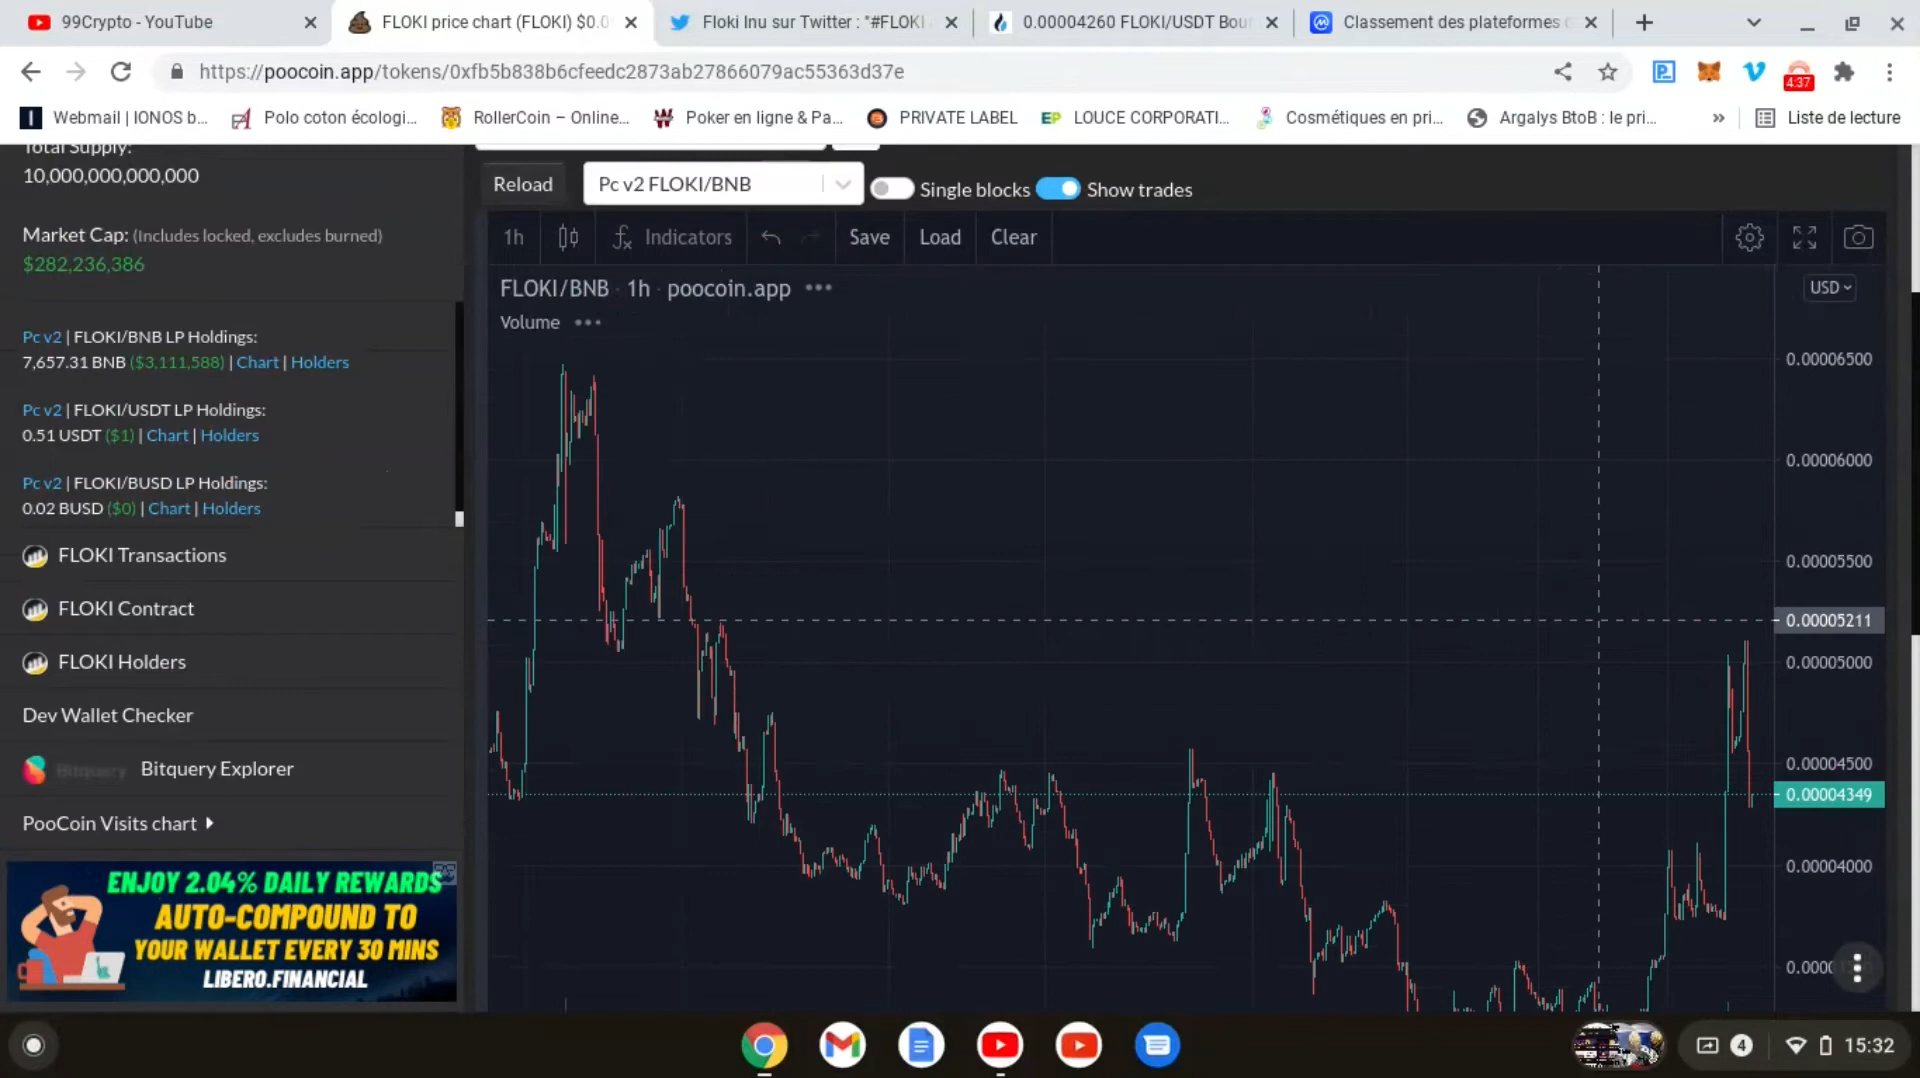 99Crypto - YouTube
FLOKI price chart (FLOKI) $0.0
Floki Inu sur Twitter : "#FLOKI
0.00004260 FLOKI/USDT Bour
Classement des plateformes
https://poocoin.app/tokens/0xfb5b838b6cfeedc2873ab27866079ac55363d37e
4:37
Webmail | IONOS b...
Polo coton écologi...
RollerCoin – Online...
Poker en ligne & Pa...
PRIVATE LABEL
EP LOUCE CORPORATI...
Cosmétiques en pri...
Argalys BtoB : le pri...
»
Liste de lecture
Total Supply:
10,000,000,000,000
Market Cap: (Includes locked, excludes burned)
$282,236,386
Pc v2 | FLOKI/BNB LP Holdings:
7,657.31 BNB ($3,111,588) | Chart | Holders
Pc v2 | FLOKI/USDT LP Holdings:
0.51 USDT ($1) | Chart | Holders
Pc v2 | FLOKI/BUSD LP Holdings:
0.02 BUSD ($0) | Chart | Holders
FLOKI Transactions
FLOKI Contract
FLOKI Holders
Dev Wallet Checker
Bitquery Bitquery Explorer
PooCoin Visits chart
ENJOY 2.04% DAILY REWARDS
AUTO-COMPOUND TO
YOUR WALLET EVERY 30 MINS
LIBERO.FINANCIAL
Reload
Pc v2 FLOKI/BNB
Single blocks
Show trades
1h
Indicators
Save
Load
Clear
FLOKI/BNB · 1h · poocoin.app
Volume
USD
0.00006500
0.00006000
0.00005500
0.00005211
0.00005000
0.00004500
0.00004349
0.00004000
4
15:32